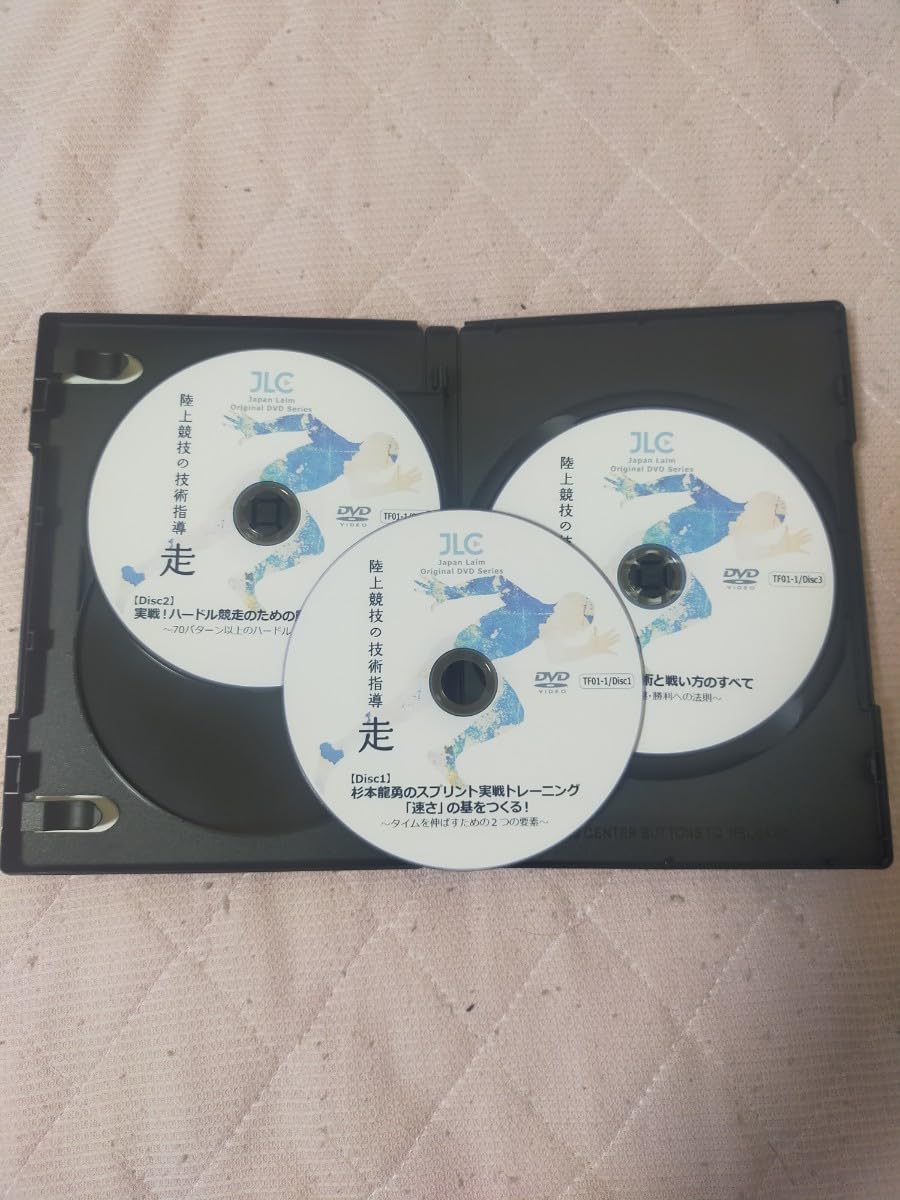 JLC
Japan Laim
Original DVD Series
陸上競技の技術指導
走
DVD
VIDEO
TF01-1/
【Disc2】
実戦!ハードル競走のための
～70パターン以上のハードル
JLC
Japan Laim
Original DVD Series
陸上競技の
DVD
VIDEO
TF01-1/Disc3
術と戦い方のすべて
・勝利への法則～
JLC
Japan Laim
Original DVD Series
陸上競技の技術指導
走
DVD
VIDEO
TF01-1/Disc1
【Disc1】
杉本龍勇のスプリント実戦トレーニング
「速さ」の基をつくる!
～タイムを伸ばすための2つの要素～
CENTER BUTTONS TO